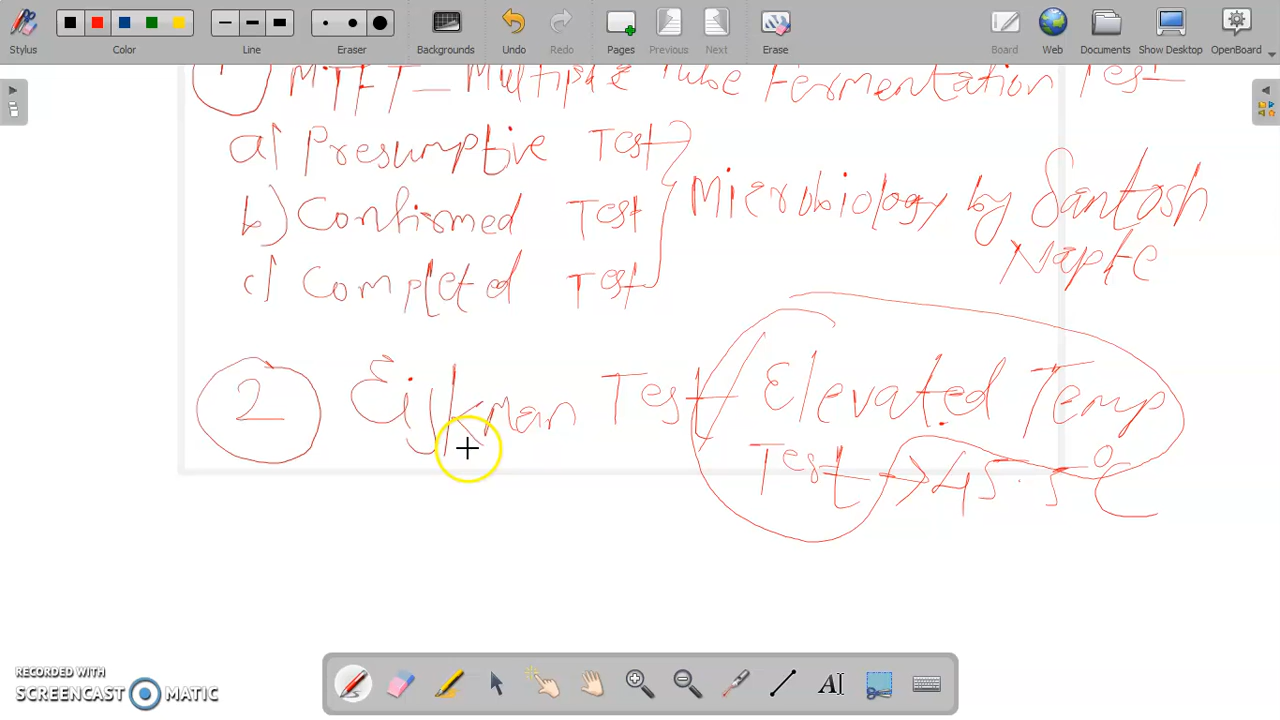 Stylus
Color
Line
Eraser
Backgrounds
Undo
Redo
Pages
Previous
Next
Erase
Board
Web
Documents
Show Desktop
OpenBoard
1 MTFT - Multiple Tube Fermentation Test
a) Presumptive Test
b) Confirmed Test
c) Completed Test
Microbiology by Santosh
Napte
2 Eijkman Test / Elevated Temp
Test → 45.5°C
RECORDED WITH
SCREENCAST MATIC